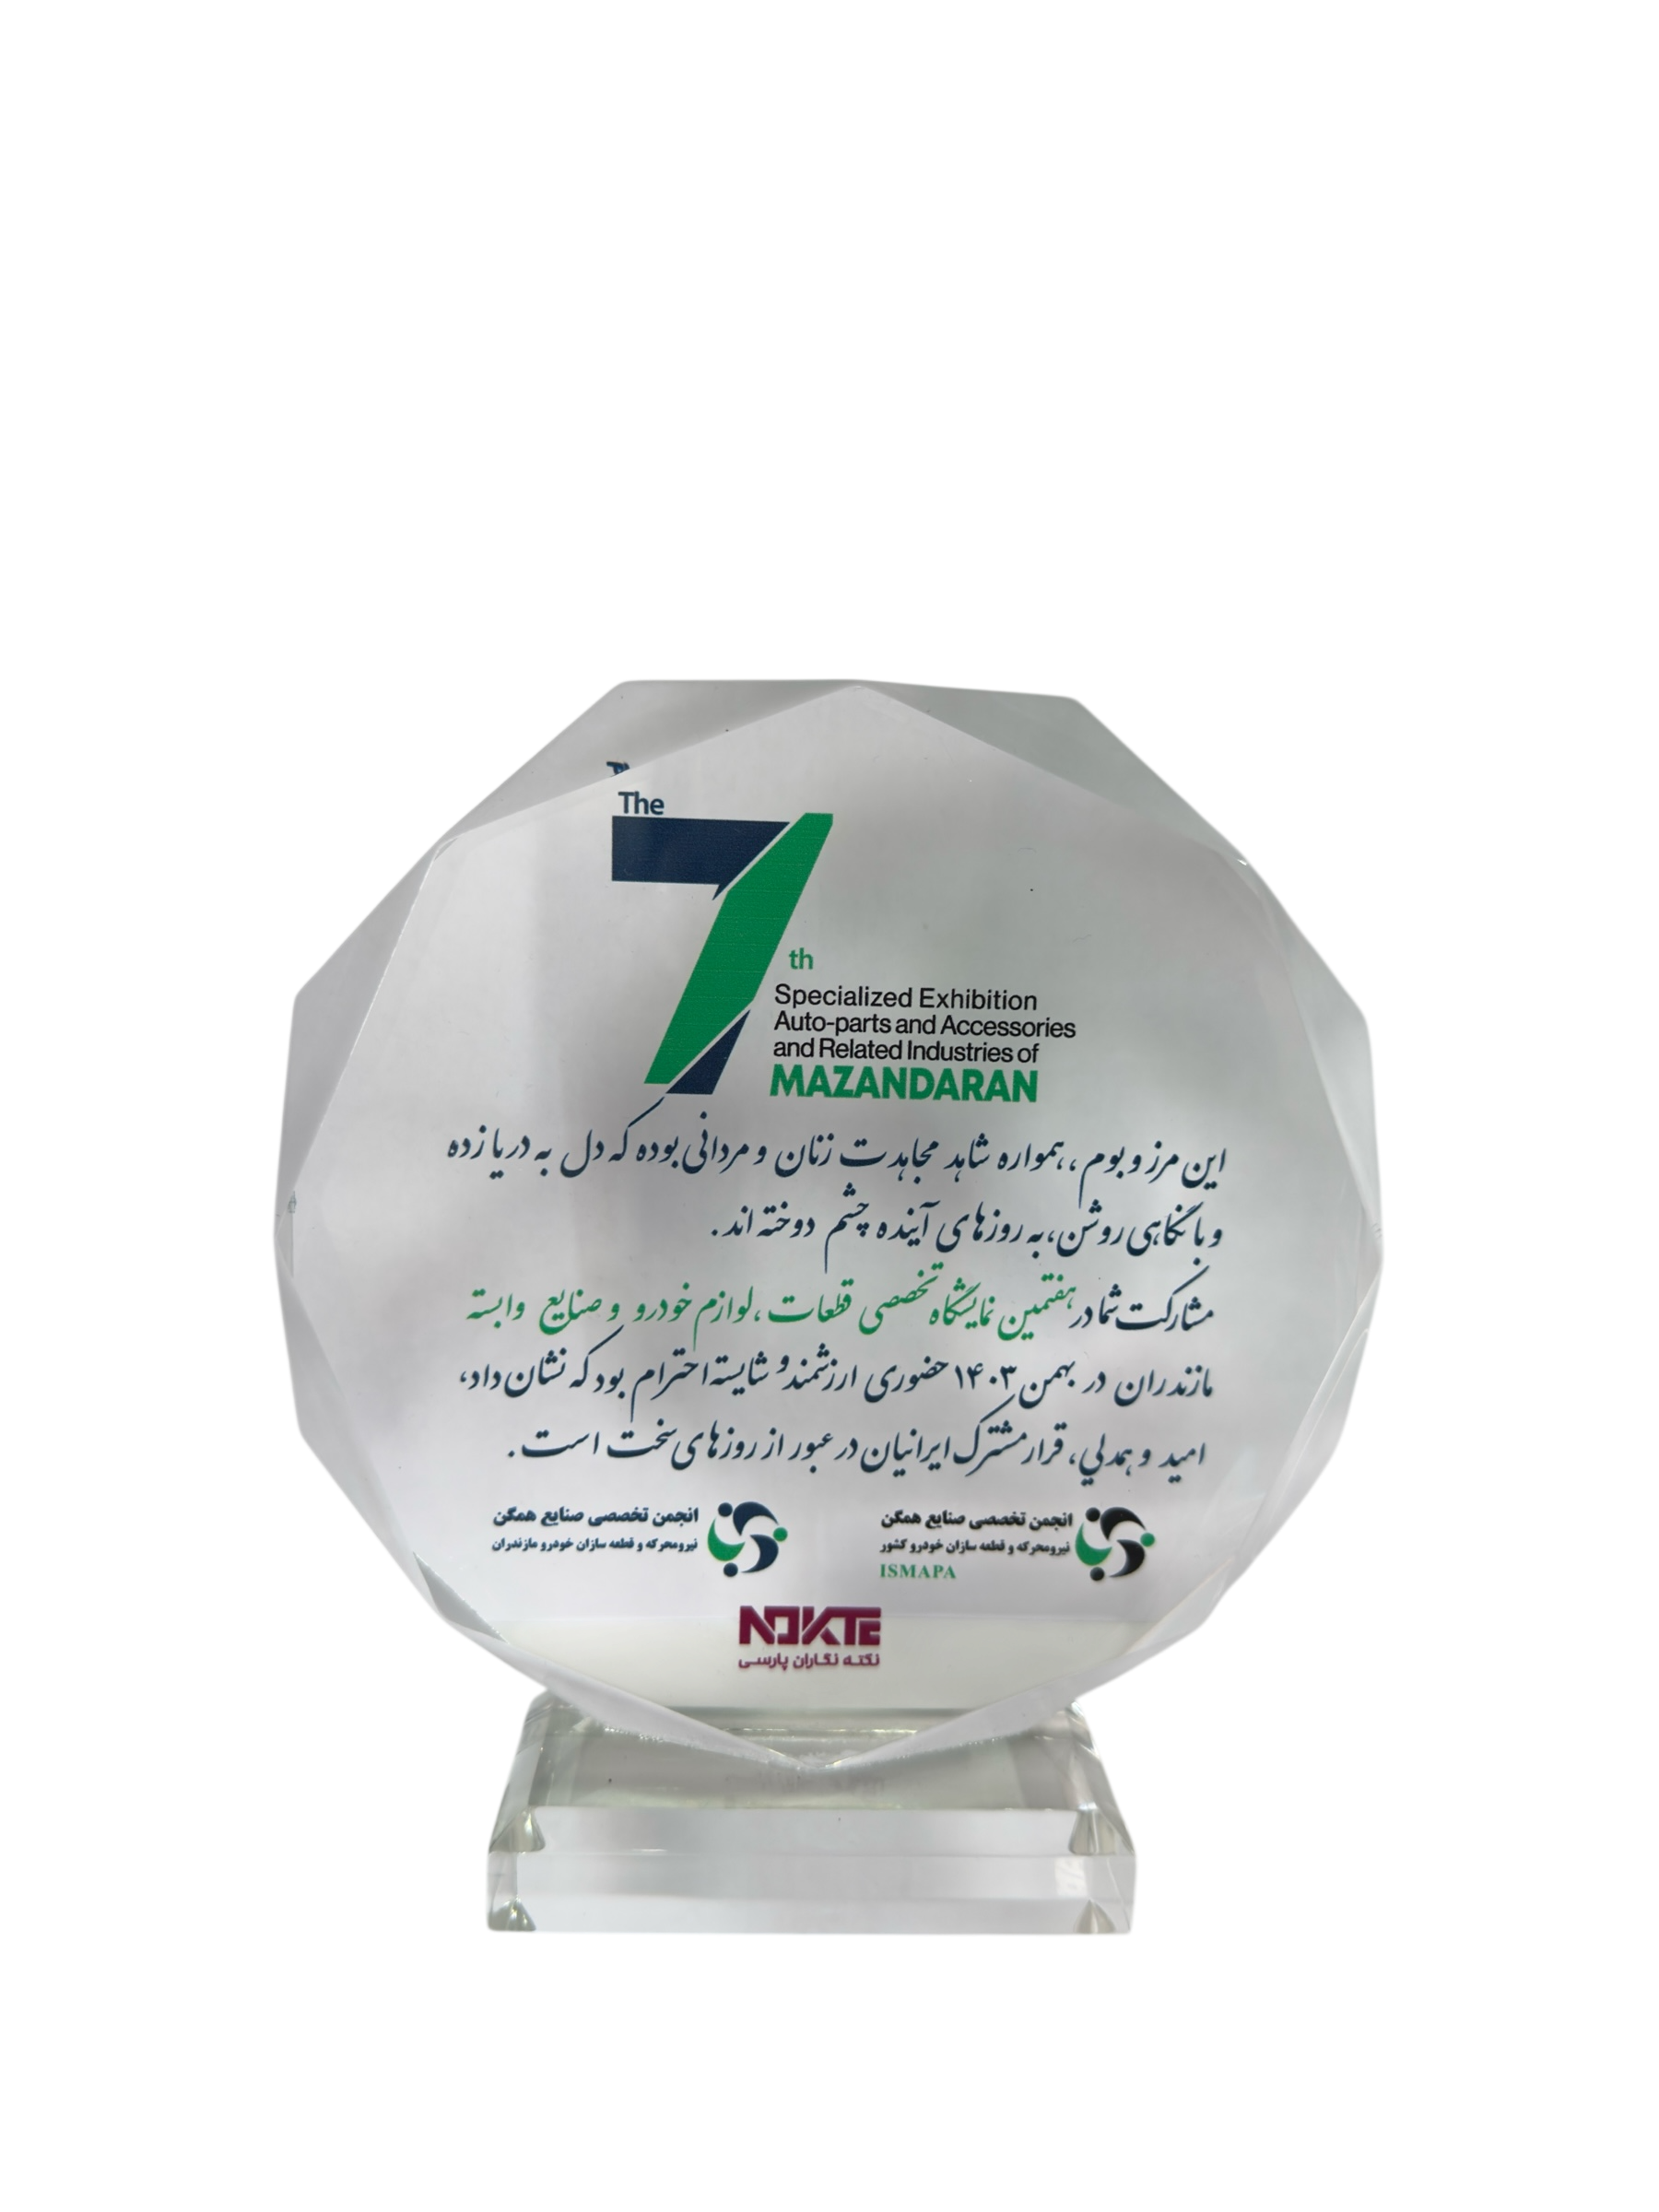 The
7th
Specialized Exhibition
Auto-parts and Accessories
and Related Industries of
MAZANDARAN
این مرز و بوم ،، همواره شاهد مجاهدت زنان و مردانی بوده که دل به دریا زده
و با نگاهی روشن، به روزهای آینده چشم دوخته اند.
مشارکت شما در هفتمین نمایشگاه تخصصی قطعات ، لوازم خودرو و صنایع وابسته
مازندران در بهمن ۱۴۰۳ حضوری ارزشمند و شایسته احترام بود که نشان داد،
امید و همدلي، قرار مشترک ایرانیان در عبور از روزهای سخت است.
انجمن تخصصی صنایع همگن
نیرومحرکه و قطعه سازان خودرو کشور
ISMAPA
انجمن تخصصی صنایع همگن
نیرومحرکه و قطعه سازان خودرو مازندران
NOKTE
نکته نگاران پارسی